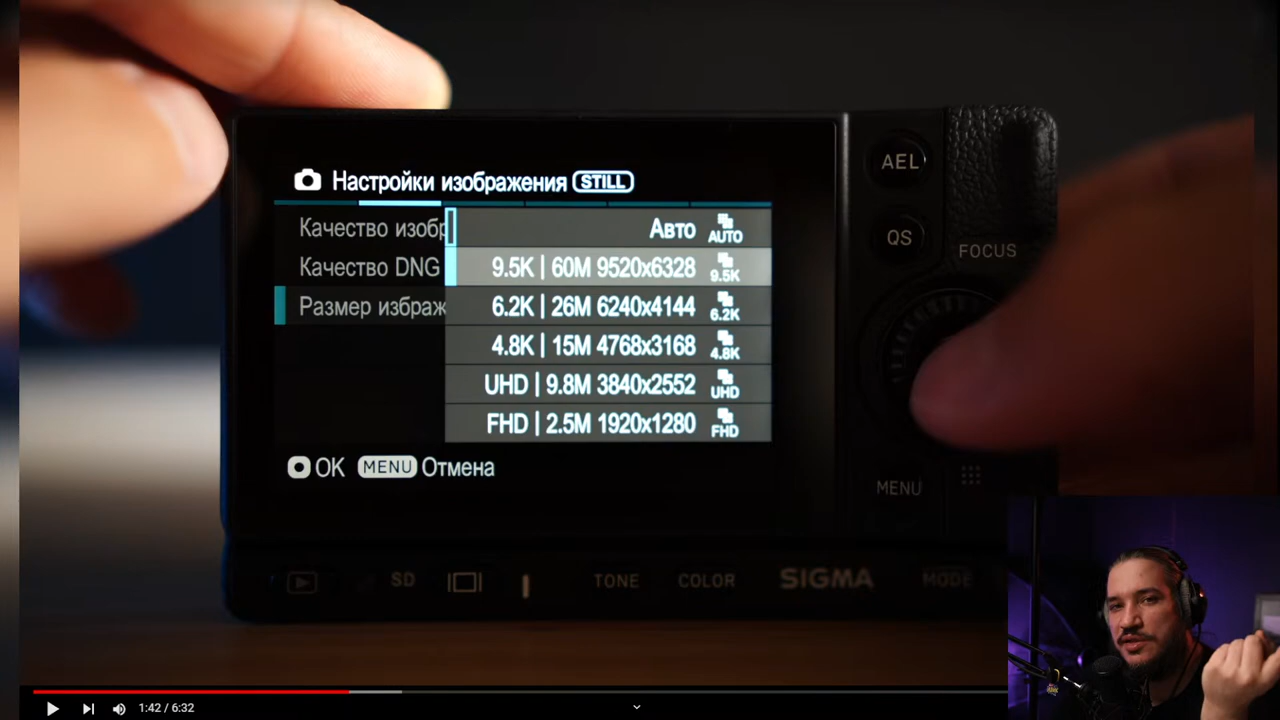 Настройки изображения STILL
Качество изобр
Авто
AUTO
Качество DNG
9.5K | 60M 9520x6328
9.5K
Размер избраж
6.2K | 26M 6240x4144
6.2K
4.8K | 15M 4768x3168
4.8K
UHD | 9.8M 3840x2552
UHD
FHD | 2.5M 1920x1280
FHD
OK MENU Отмена
AEL
QS
FOCUS
MENU
SD
TONE
COLOR
SIGMA
MODE
1:42 / 6:32